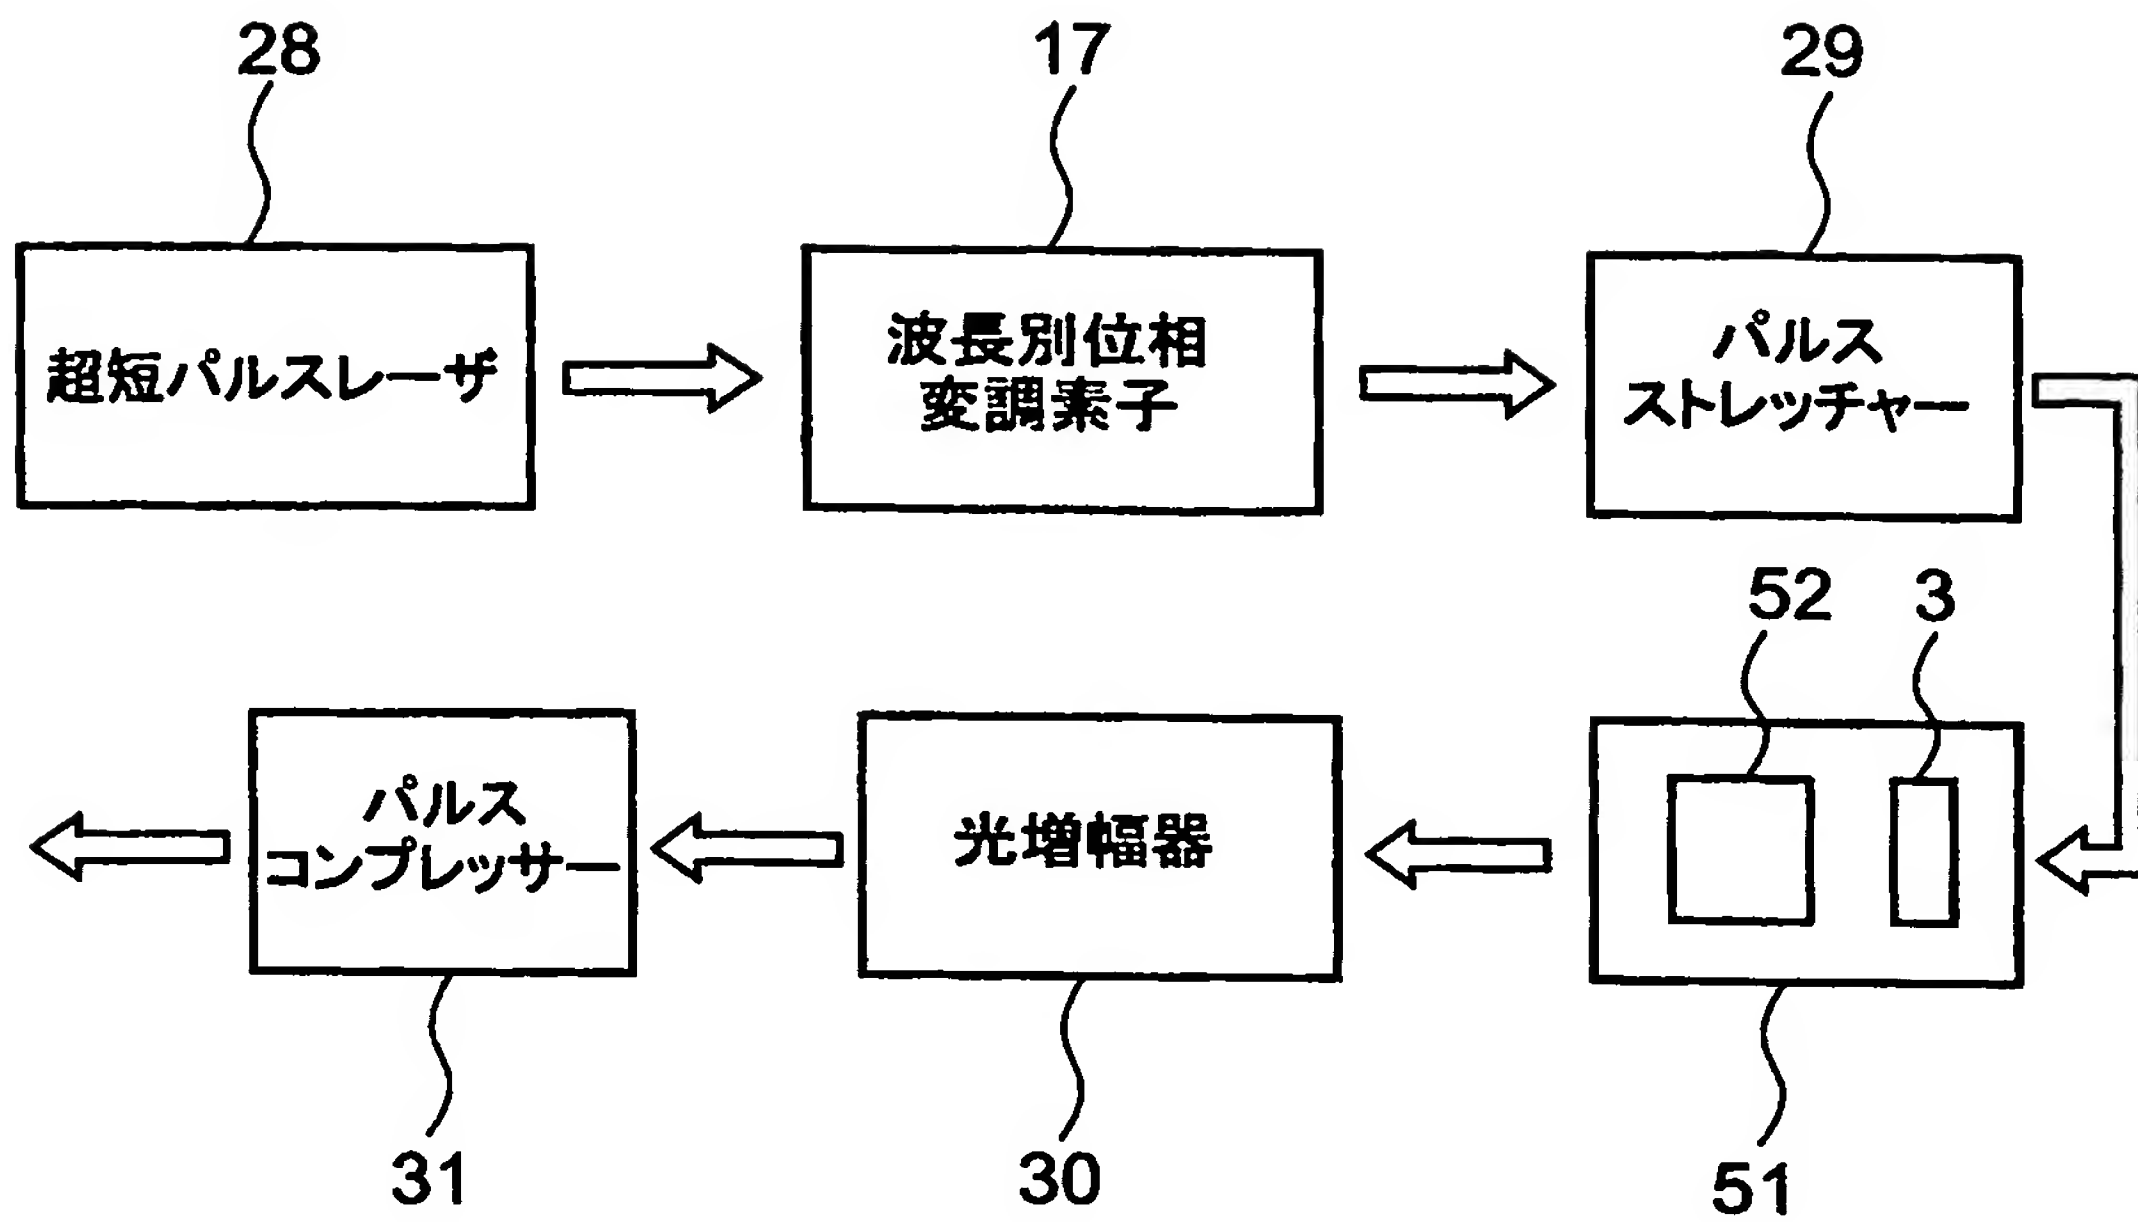 28
17
29
超短パルスレーザ
波長別位相
変調素子
パルス
ストレッチャー
52
3
パルス
コンプレッサー
光増幅器
31
30
51